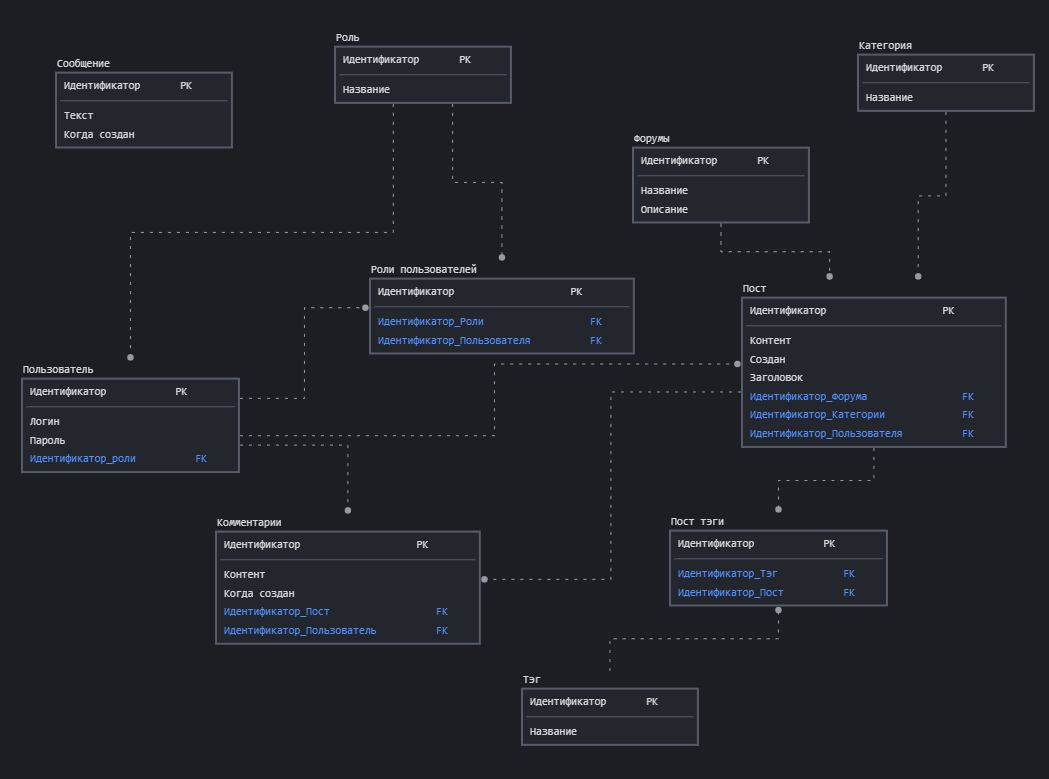 Сообщение
Идентификатор PK
Текст
Когда создан
Роль
Идентификатор PK
Название
Категория
Идентификатор PK
Название
Форумы
Идентификатор PK
Название
Описание
Роли пользователей
Идентификатор PK
Идентификатор_Роли FK
Идентификатор_Пользователя FK
Пост
Идентификатор PK
Контент
Создан
Заголовок
Идентификатор_Форума FK
Идентификатор_Категории FK
Идентификатор_Пользователя FK
Пользователь
Идентификатор PK
Логин
Пароль
Идентификатор_роли FK
Комментарии
Идентификатор PK
Контент
Когда создан
Идентификатор_Пост FK
Идентификатор_Пользователь FK
Пост тэги
Идентификатор PK
Идентификатор_Тэг FK
Идентификатор_Пост FK
Тэг
Идентификатор PK
Название